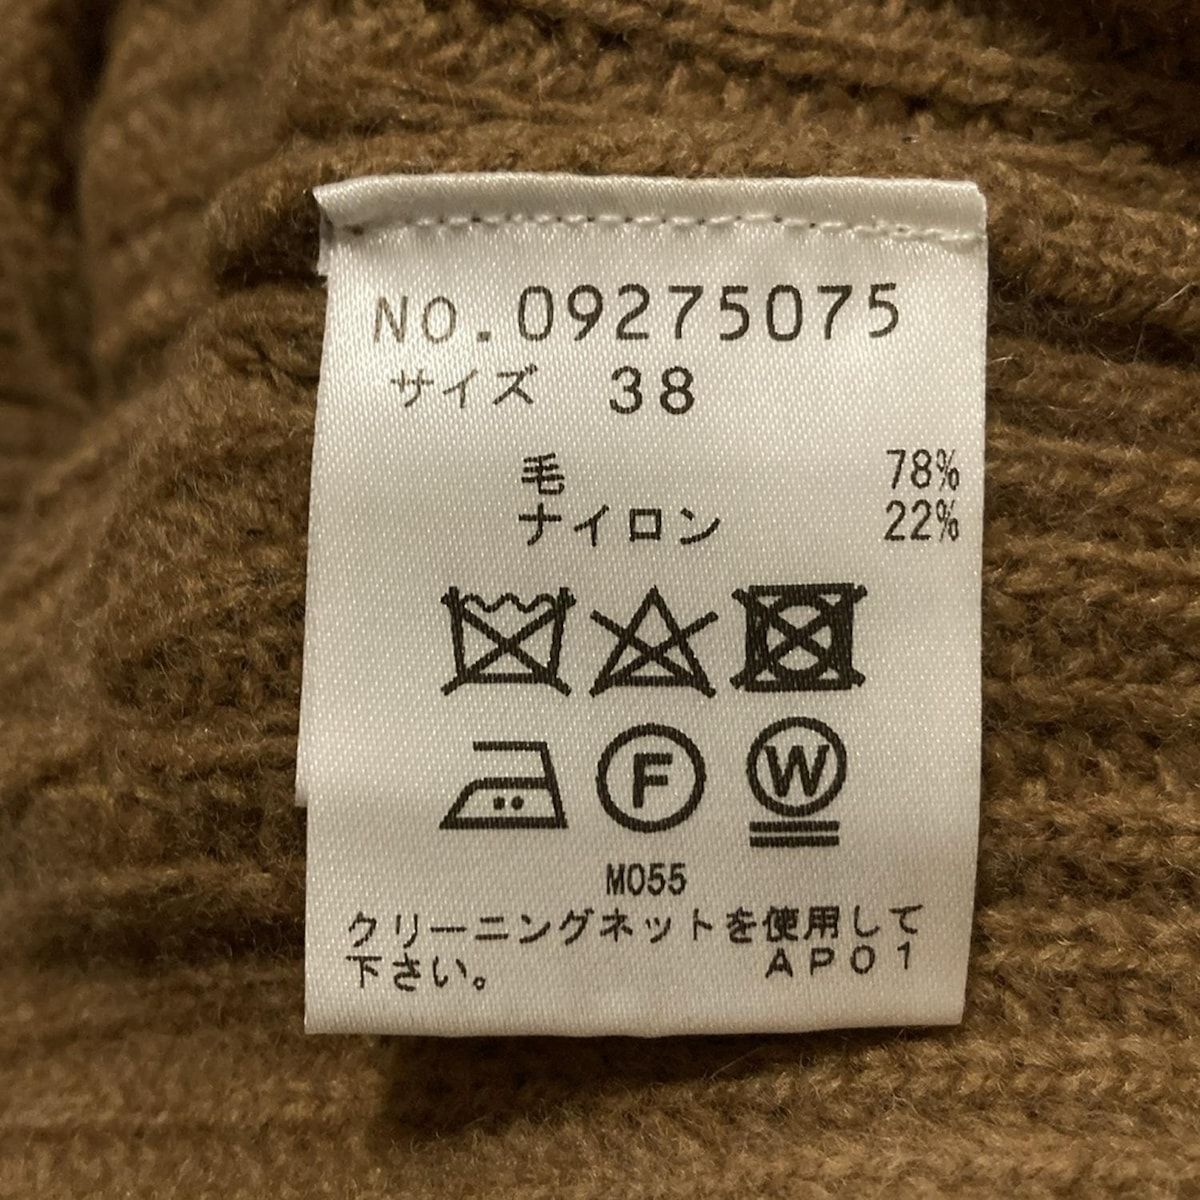 NO.09275075
サイズ 38
毛 78%
ナイロン 22%
F W
M055
クリーニングネットを使用して
下さい。 AP01